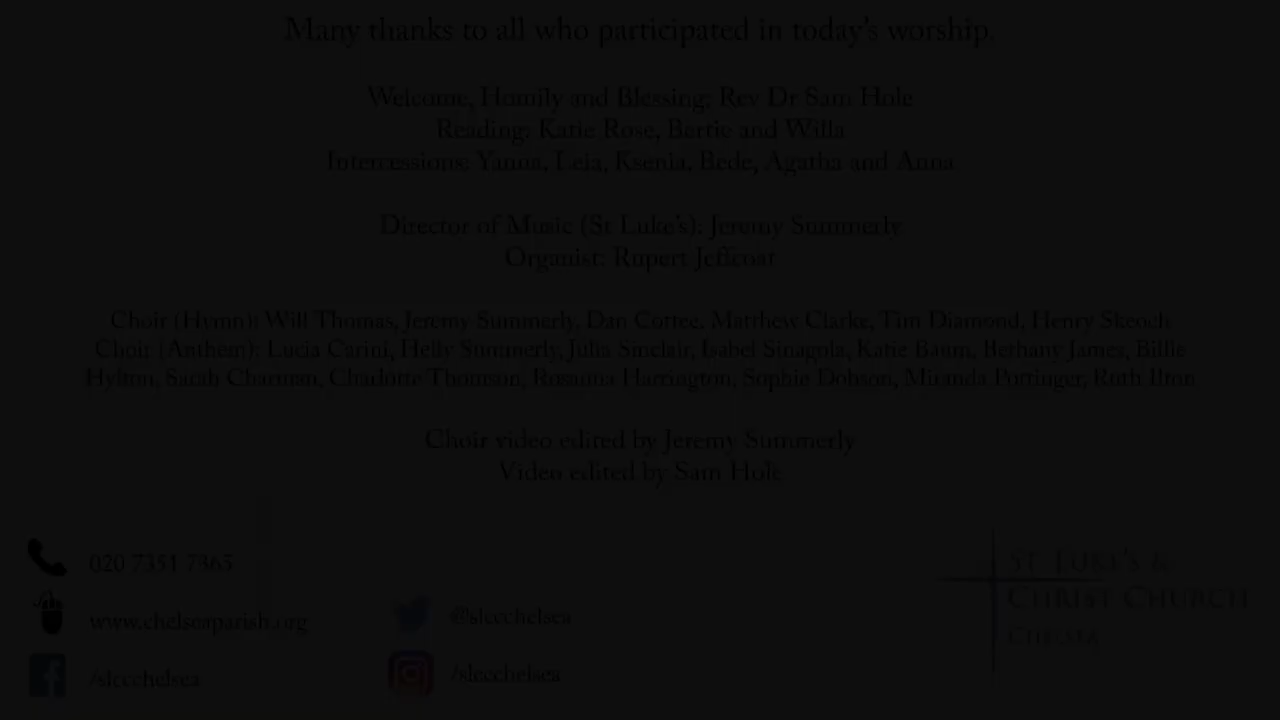 Many thanks to all who participated in today's worship.
Welcome, Homily and Blessing: Rev Dr Sam Hole
Reading: Katie Rose, Bertie and Willa
Intercessions: Yanna, Leia, Ksenia, Bede, Agatha and Anna
Director of Music (St Luke's): Jeremy Summerly
Organist: Rupert Jeffcoat
Choir (Hymn): Will Thomas, Jeremy Summerly, Dan Cottee, Matthew Clarke, Tim Diamond, Henry Skeoch
Choir (Anthem): Lucia Carini, Helly Summerly, Julia Sinclair, Isabel Sinagola, Katie Baum, Bethany James, Billie
Hylton, Sarah Charman, Charlotte Thomson, Rosanna Harrington, Sophie Dobson, Miranda Pottinger, Ruth Ilton
Choir video edited by Jeremy Summerly
Video edited by Sam Hole
020 7351 7365
www.chelseaparish.org
/slccchelsea
@slccchelsea
/slccchelsea
ST LUKE'S &
CHRIST CHURCH
CHELSEA